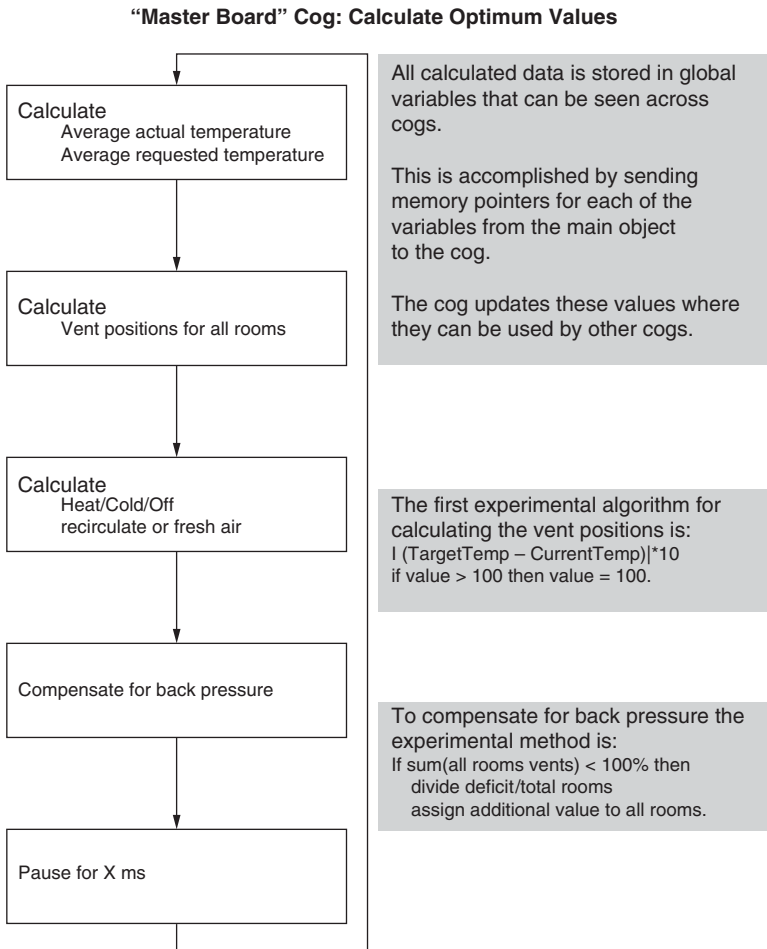 “Master Board” Cog: Calculate Optimum Values
Calculate
Average actual temperature
Average requested temperature
All calculated data is stored in global
variables that can be seen across
cogs.
This is accomplished by sending
memory pointers for each of the
variables from the main object
to the cog.
The cog updates these values where
they can be used by other cogs.
Calculate
Vent positions for all rooms
Calculate
Heat/Cold/Off
recirculate or fresh air
The first experimental algorithm for
calculating the vent positions is:
I (TargetTemp – CurrentTemp)|*10
if value > 100 then value = 100.
Compensate for back pressure
To compensate for back pressure the
experimental method is:
If sum(all rooms vents) < 100% then
divide deficit/total rooms
assign additional value to all rooms.
Pause for X ms